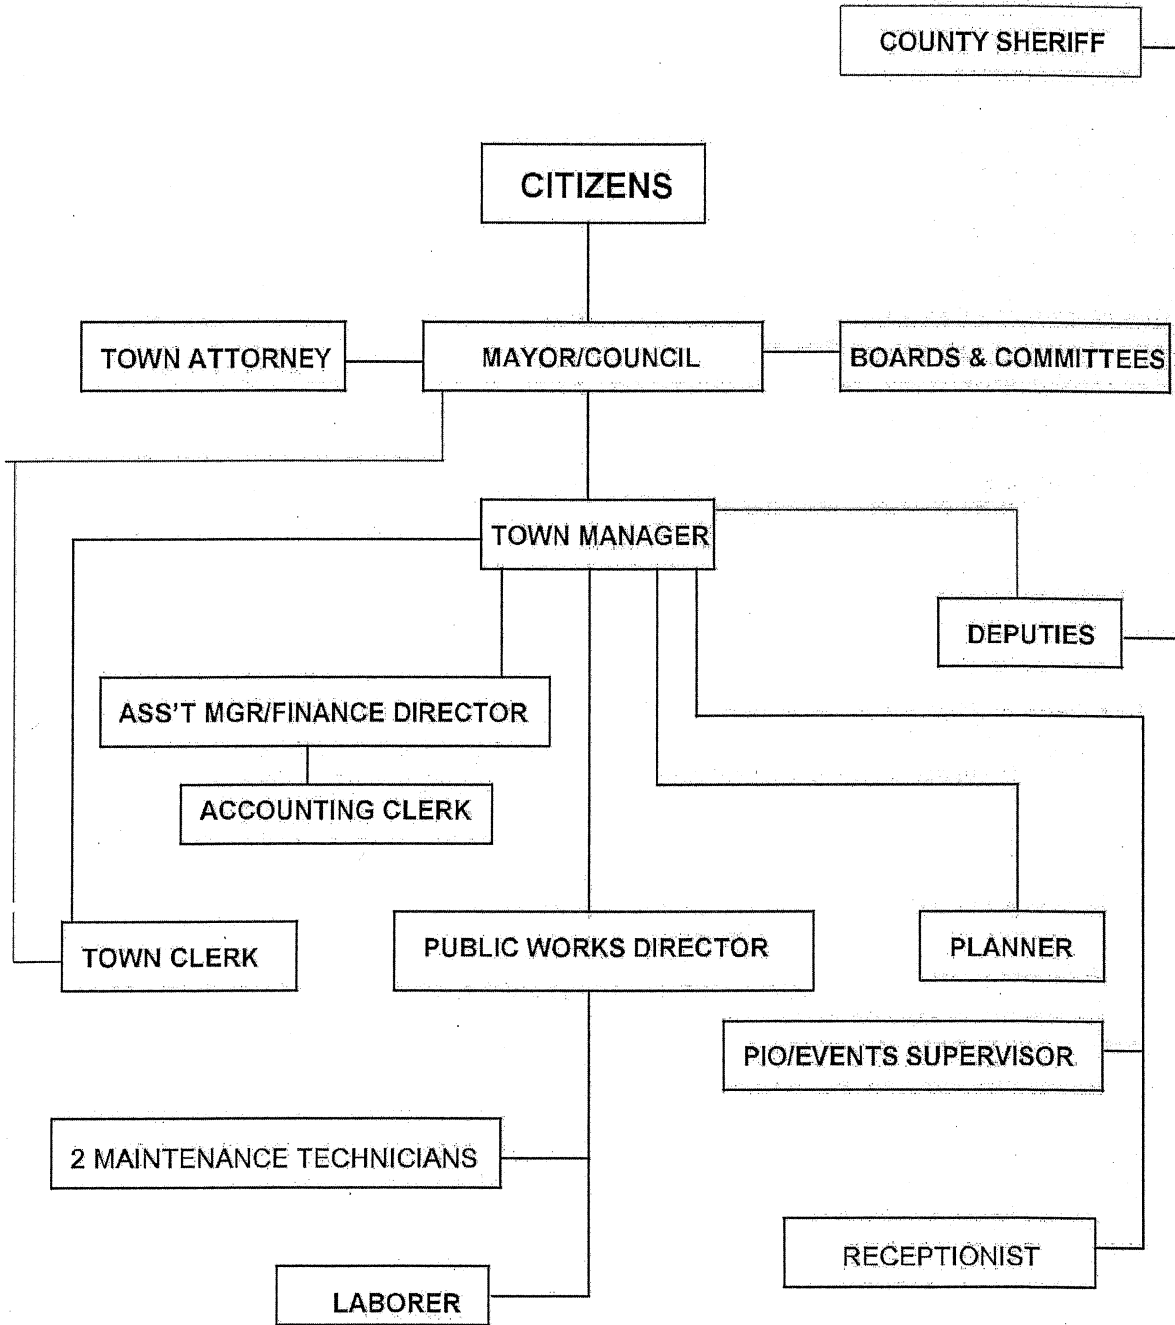 COUNTY SHERIFF
CITIZENS
TOWN ATTORNEY
MAYOR/COUNCIL
BOARDS & COMMITTEES
TOWN MANAGER
DEPUTIES
ASS'T MGR/FINANCE DIRECTOR
ACCOUNTING CLERK
TOWN CLERK
PUBLIC WORKS DIRECTOR
PLANNER
PIO/EVENTS SUPERVISOR
2 MAINTENANCE TECHNICIANS
RECEPTIONIST
LABORER